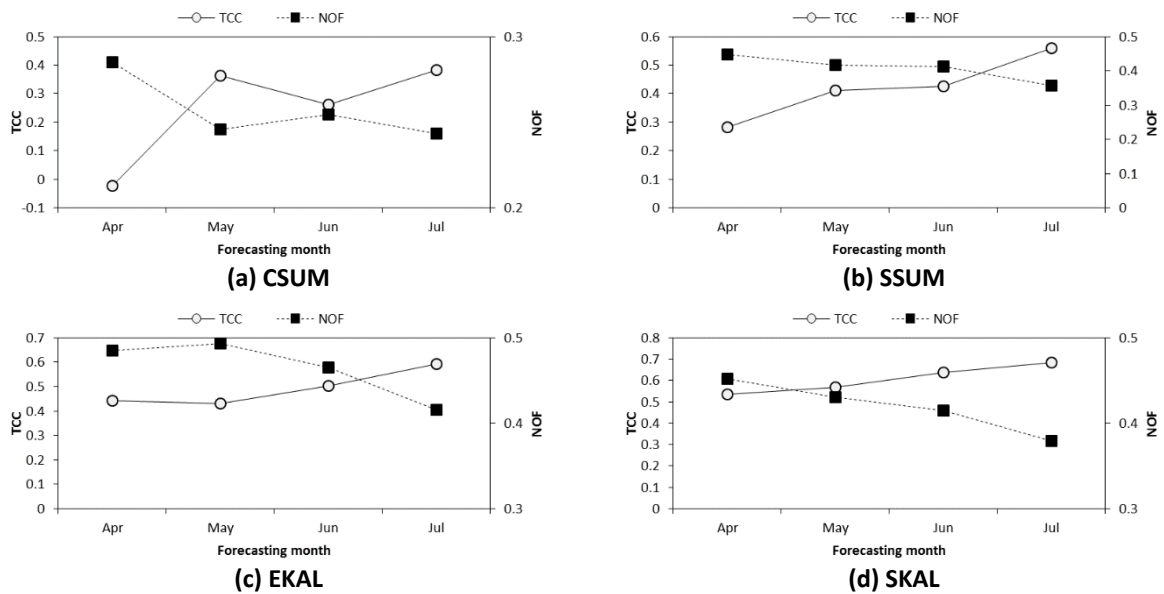 TCC NOF
0.5
0.4
0.3
0.2
0.1
0
-0.1
TCC
0.3
0.2
NOF
Apr May Jun Jul
Forecasting month
(a) CSUM
TCC NOF
0.6
0.5
0.4
0.3
0.2
0.1
0
TCC
0.5
0.4
0.3
0.2
0.1
0
NOF
Apr May Jun Jul
Forecasting month
(b) SSUM
TCC NOF
0.7
0.6
0.5
0.4
0.3
0.2
0.1
0
TCC
0.5
0.4
0.3
NOF
Apr May Jun Jul
Forecasting month
(c) EKAL
TCC NOF
0.8
0.7
0.6
0.5
0.4
0.3
0.2
0.1
0
TCC
0.5
0.4
0.3
NOF
Apr May Jun Jul
Forecasting month
(d) SKAL